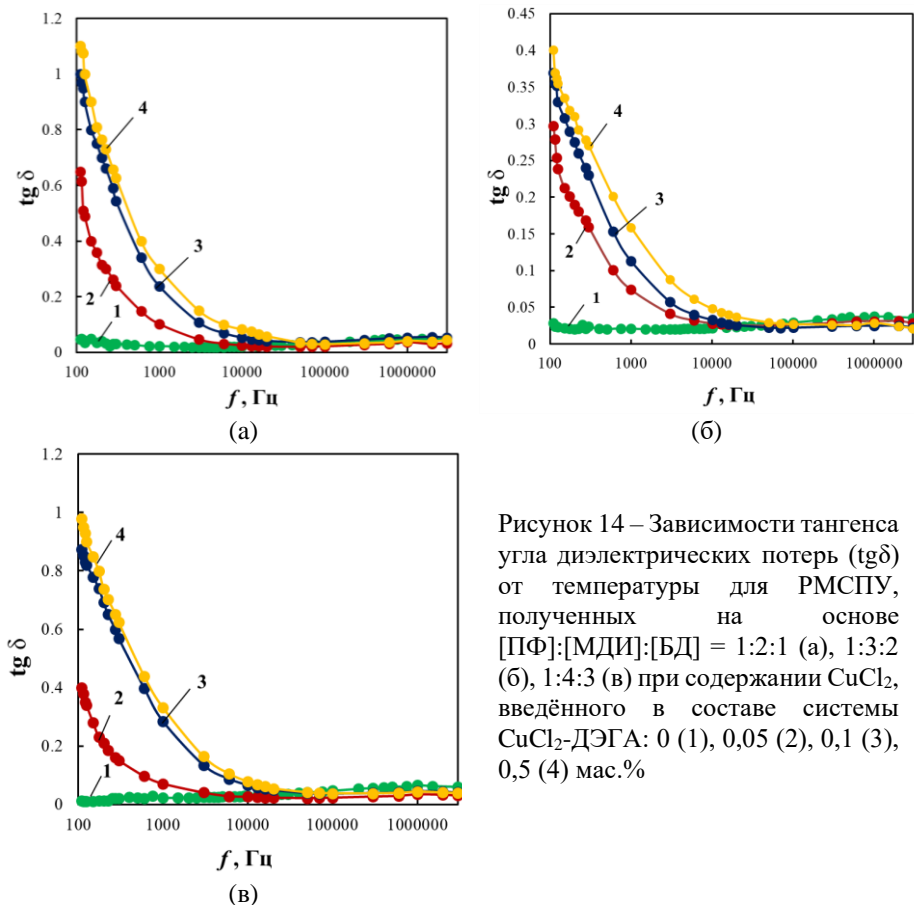 1.2
1
0.8
0.6
0.4
0.2
0
tg δ
4
3
2
1
100 1000 10000 100000 1000000
f, Гц
(а)
0.45
0.4
0.35
0.3
0.25
0.2
0.15
0.1
0.05
0
tg δ
4
3
2
1
100 1000 10000 100000 1000000
f, Гц
(б)
1.2
1
0.8
0.6
0.4
0.2
0
tg δ
4
3
2
1
100 1000 10000 100000 1000000
f, Гц
(в)
Рисунок 14 – Зависимости тангенса
угла диэлектрических потерь (tgδ)
от температуры для РМСПУ,
полученных на основе
[ПФ]:[МДИ]:[БД] = 1:2:1 (а), 1:3:2
(б), 1:4:3 (в) при содержании CuCl₂,
введённого в составе системы
CuCl₂-ДЭГА: 0 (1), 0,05 (2), 0,1 (3),
0,5 (4) мас.%